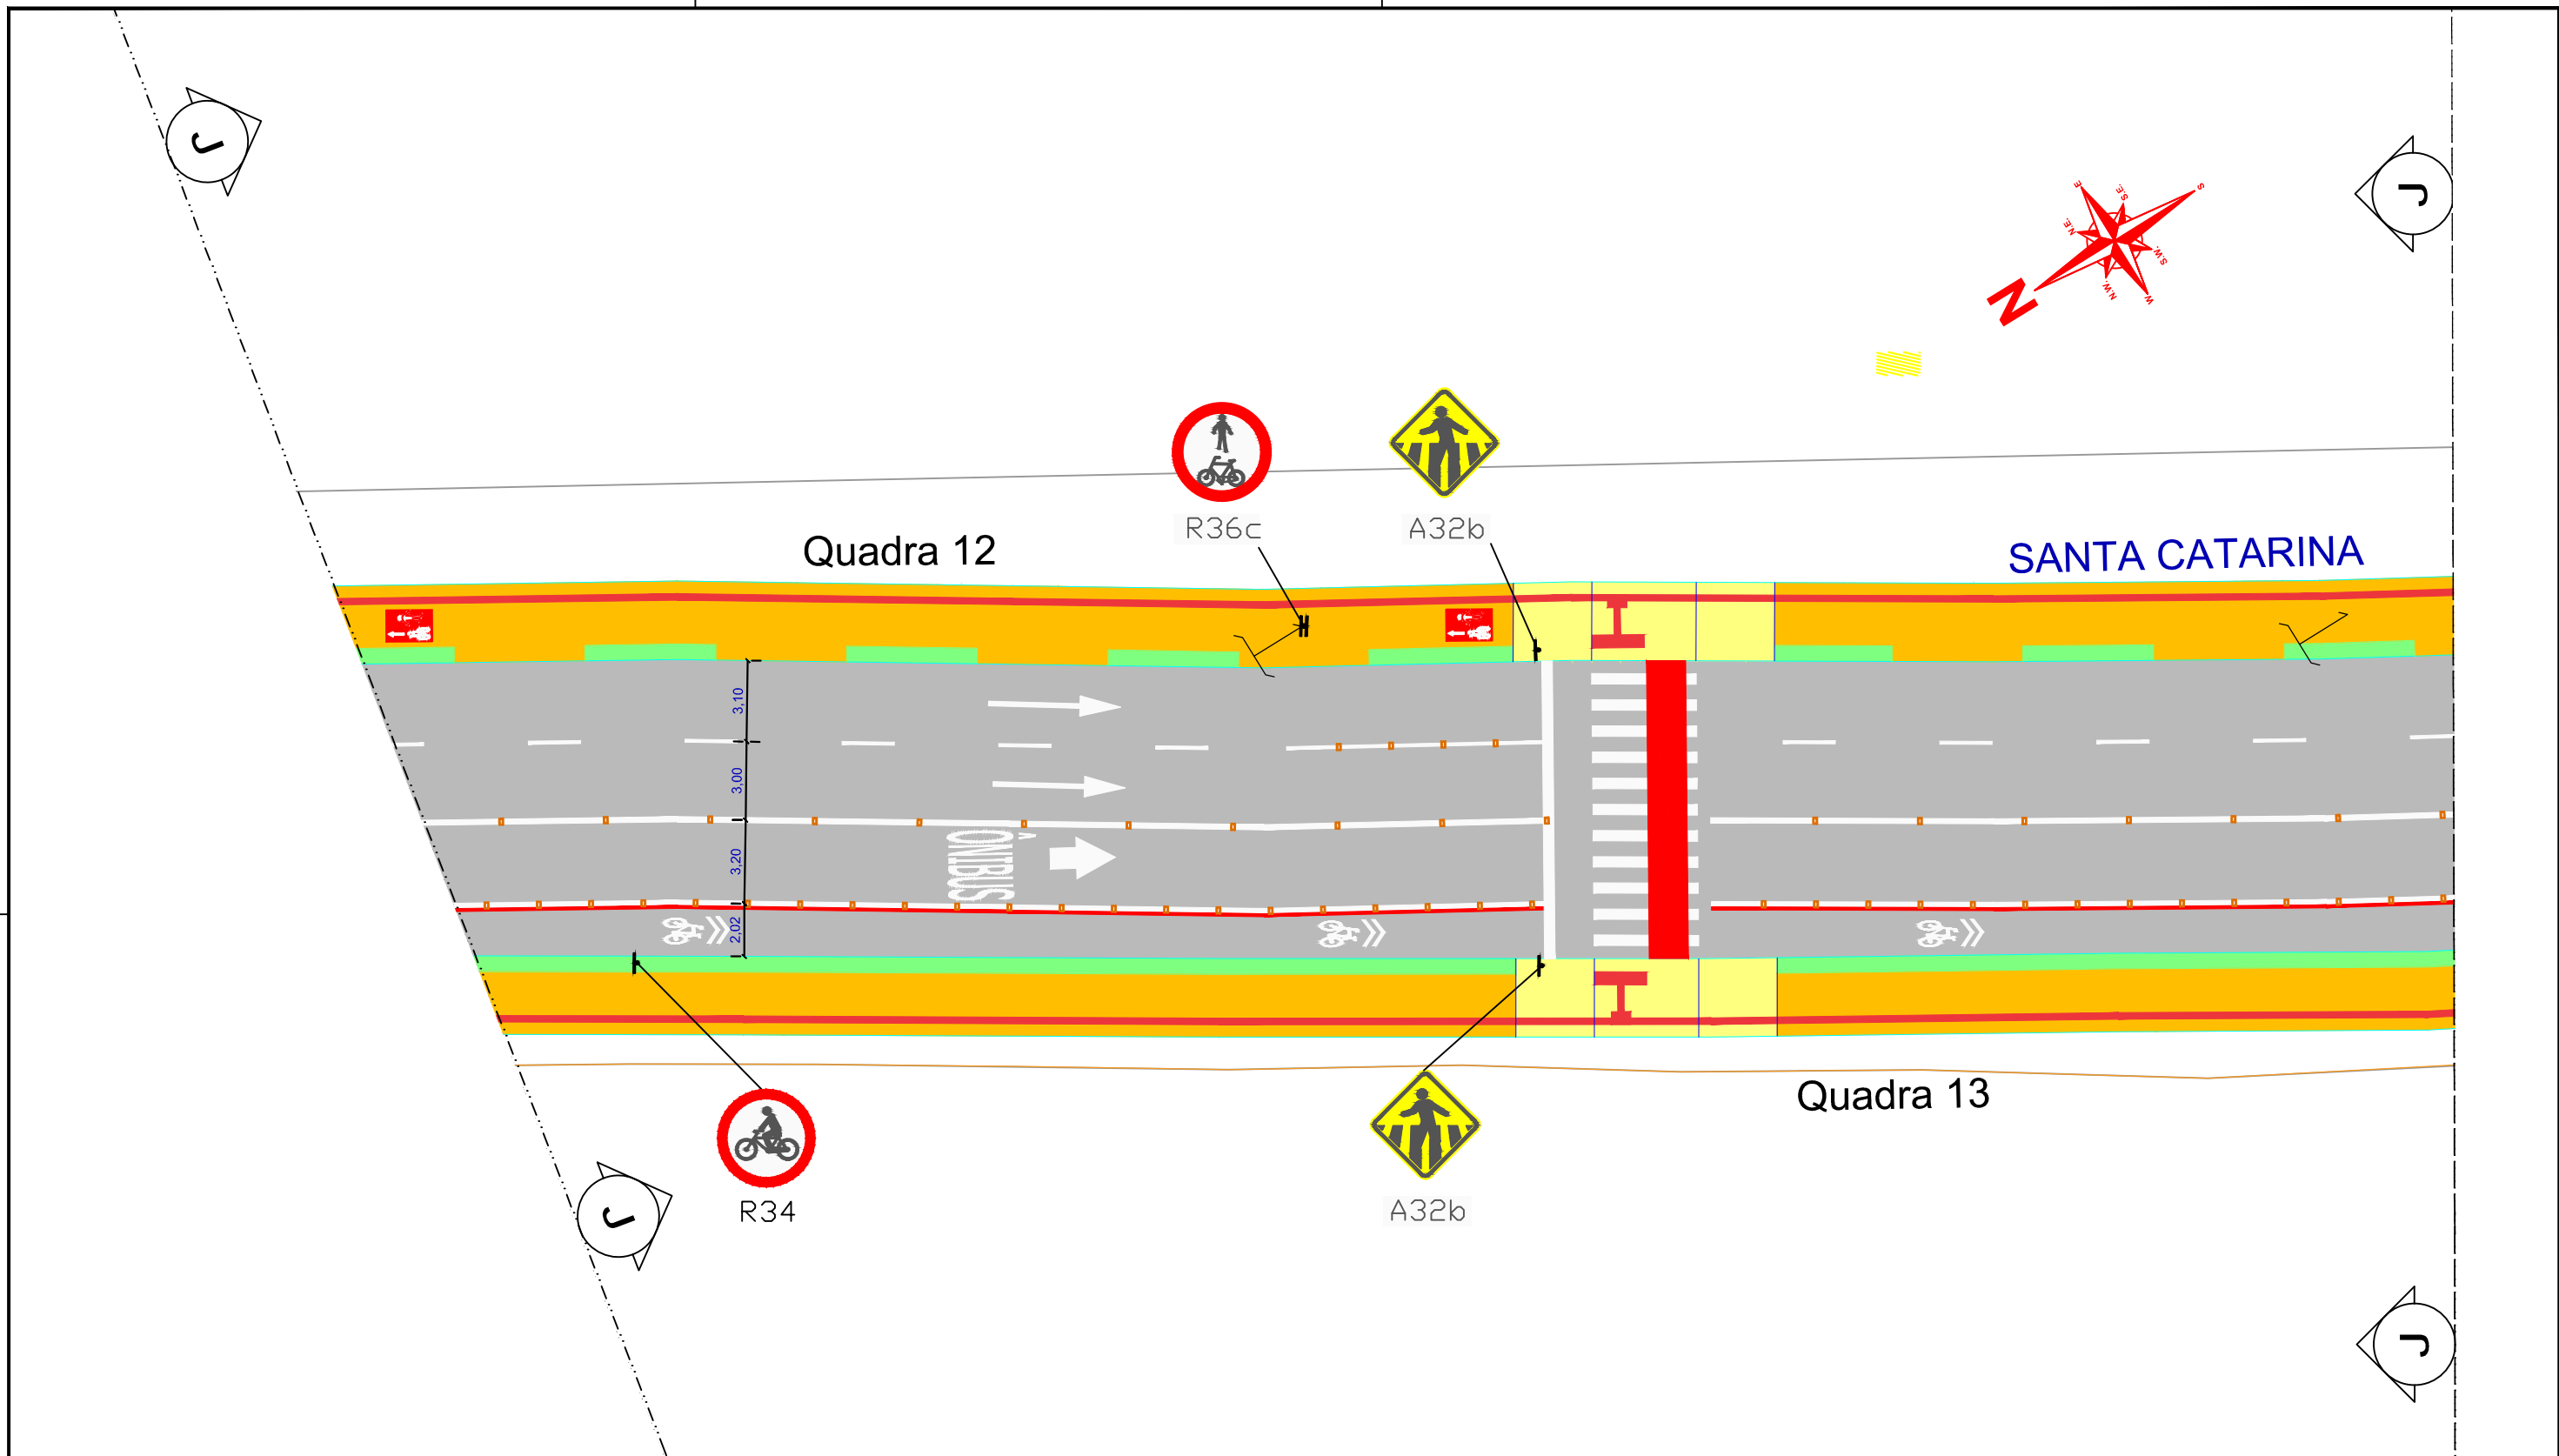 J
J
E
S.E.
S
N.E.
S.W.
N.W.
W
N
R36c
A32b
Quadra 12
SANTA CATARINA
3,10
3,00
3,20
2,02
ÔNIBUS
Quadra 13
R34
A32b
J
J